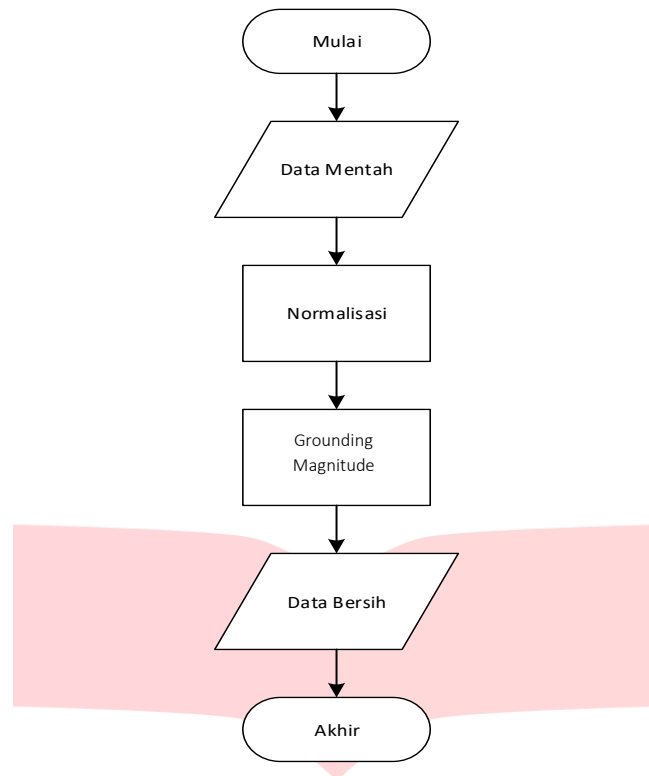 Mulai
Data Mentah
Normalisasi
Grounding
Magnitude
Data Bersih
Akhir